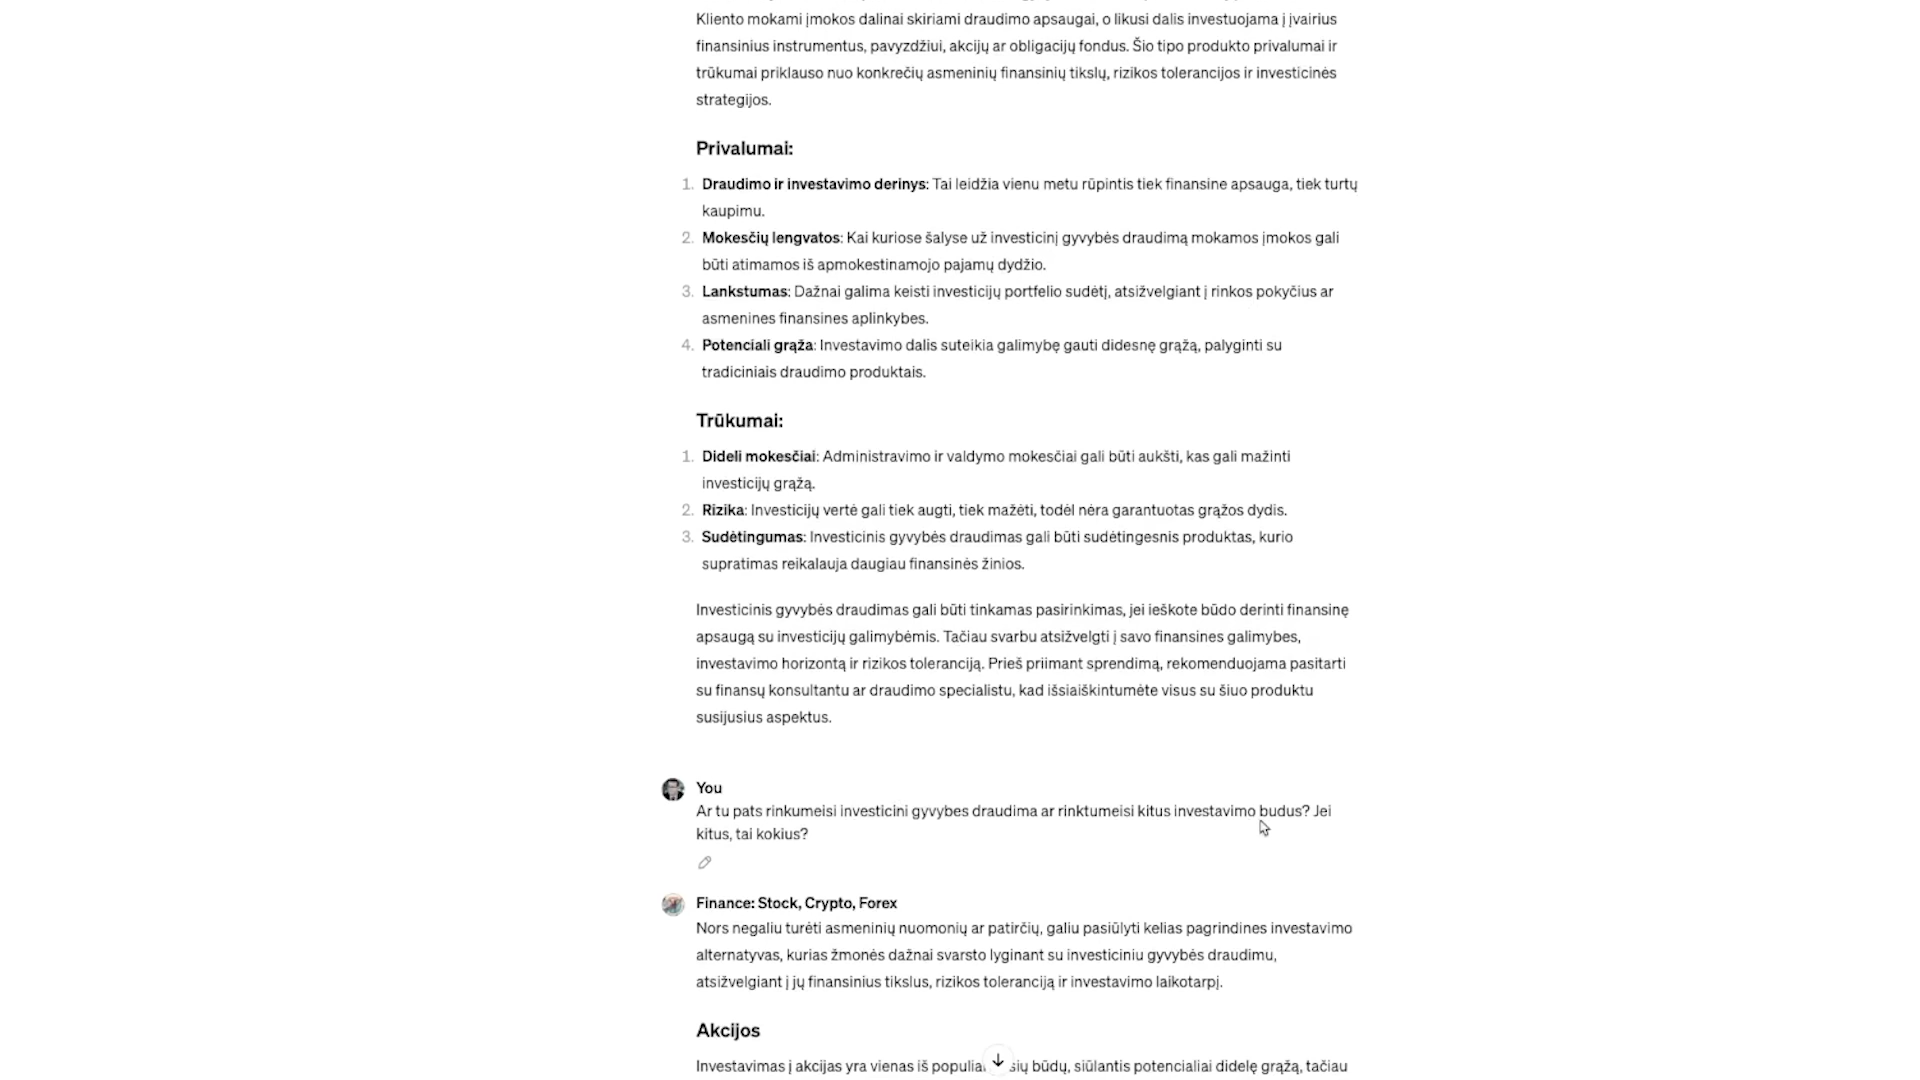 Kliento mokami įmokos dalinai skiriami draudimo apsaugai, o likusi dalis investuojama į įvairius
finansinius instrumentus, pavyzdžiui, akcijų ar obligacijų fondus. Šio tipo produkto privalumai ir
trūkumai priklauso nuo konkrečių asmeninių finansinių tikslų, rizikos tolerancijos ir investicinės
strategijos.
Privalumai:
1. Draudimo ir investavimo derinys: Tai leidžia vienu metu rūpintis tiek finansine apsauga, tiek turtų
kaupimu.
2. Mokesčių lengvatos: Kai kuriose šalyse už investicinį gyvybės draudimą mokamos įmokos gali
būti atimamos iš apmokestinamojo pajamų dydžio.
3. Lankstumas: Dažnai galima keisti investicijų portfelio sudėtį, atsižvelgiant į rinkos pokyčius ar
asmenines finansines aplinkybes.
4. Potenciali grąža: Investavimo dalis suteikia galimybę gauti didesnę grąžą, palyginti su
tradiciniais draudimo produktais.
Trūkumai:
1. Dideli mokesčiai: Administravimo ir valdymo mokesčiai gali būti aukšti, kas gali mažinti
investicijų grąžą.
2. Rizika: Investicijų vertė gali tiek augti, tiek mažėti, todėl nėra garantuotas grąžos dydis.
3. Sudėtingumas: Investicinis gyvybės draudimas gali būti sudėtingesnis produktas, kurio
supratimas reikalauja daugiau finansinės žinios.
Investicinis gyvybės draudimas gali būti tinkamas pasirinkimas, jei ieškote būdo derinti finansinę
apsaugą su investicijų galimybėmis. Tačiau svarbu atsižvelgti į savo finansines galimybes,
investavimo horizontą ir rizikos toleranciją. Prieš priimant sprendimą, rekomenduojama pasitarti
su finansų konsultantu ar draudimo specialistu, kad išsiaiškintumėte visus su šiuo produktu
susijusius aspektus.
You
Ar tu pats rinkumeisi investicini gyvybes draudima ar rinktumeisi kitus investavimo budus? Jei
kitus, tai kokius?
Finance: Stock, Crypto, Forex
Nors negaliu turėti asmeninių nuomonių ar patirčių, galiu pasiūlyti kelias pagrindines investavimo
alternatyvas, kurias žmonės dažnai svarsto lyginant su investiciniu gyvybės draudimu,
atsižvelgiant į jų finansinius tikslus, rizikos toleranciją ir investavimo laikotarpį.
Akcijos
Investavimas į akcijas yra vienas iš būdų, siūlantis potencialiai didelę grąžą, tačiau